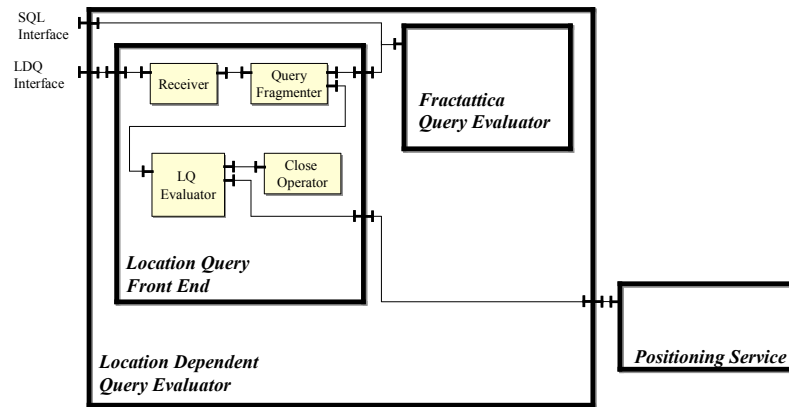 SQL
Interface
LDQ
Interface
Receiver
Query
Fragmenter
Fractattica
Query Evaluator
LQ
Evaluator
Close
Operator
Location Query
Front End
Location Dependent
Query Evaluator
Positioning Service